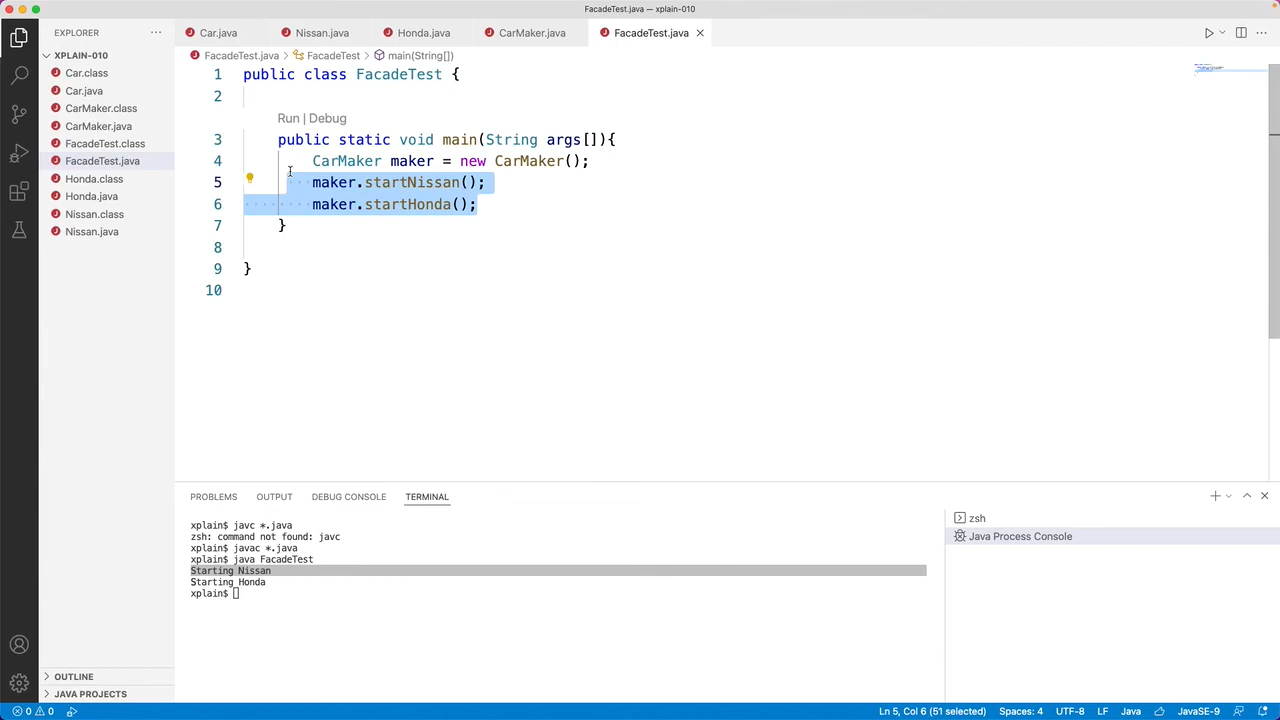 FacadeTest.java — xplain-010
EXPLORER
XPLAIN-010
Car.class
Car.java
CarMaker.class
CarMaker.java
FacadeTest.class
FacadeTest.java
Honda.class
Honda.java
Nissan.class
Nissan.java
OUTLINE
JAVA PROJECTS
Car.java Nissan.java Honda.java CarMaker.java FacadeTest.java
FacadeTest.java > FacadeTest > main(String[])
1 public class FacadeTest {
2
Run | Debug
3 public static void main(String args[]){
4 CarMaker maker = new CarMaker();
5 maker.startNissan();
6 maker.startHonda();
7 }
8
9 }
10
PROBLEMS OUTPUT DEBUG CONSOLE TERMINAL
xplain$ javc *.java
zsh: command not found: javc
xplain$ javac *.java
xplain$ java FacadeTest
Starting Nissan
Starting Honda
xplain$
zsh
Java Process Console
0 0 Ln 5, Col 6 (51 selected) Spaces: 4 UTF-8 LF Java JavaSE-9